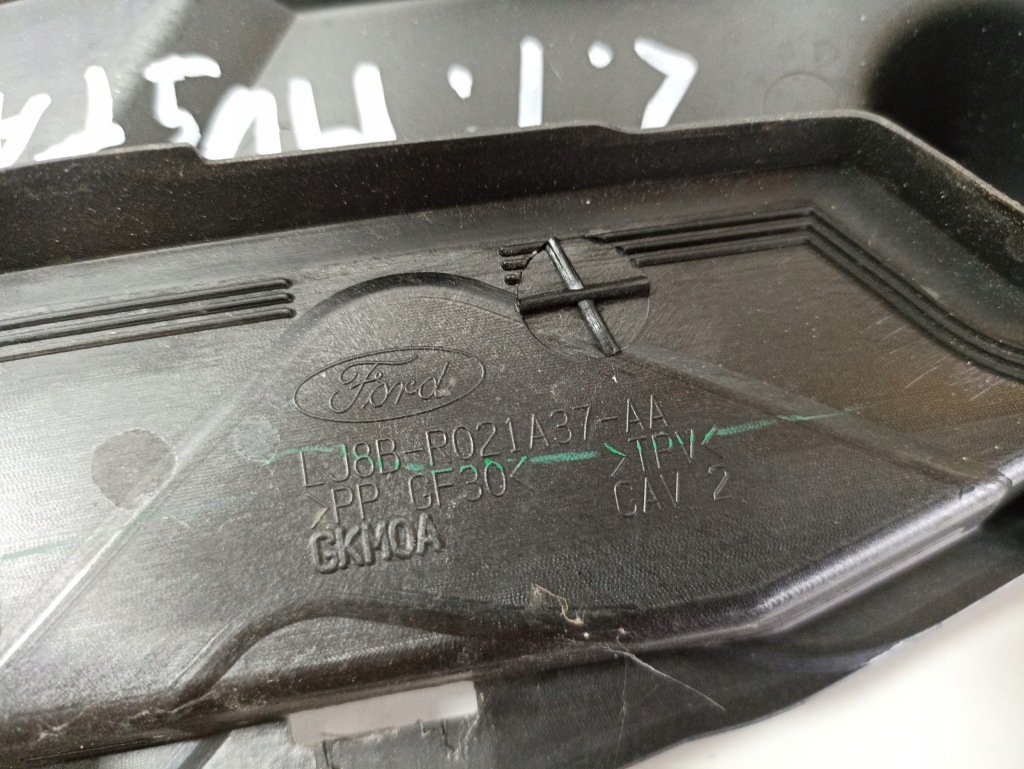 Ford
LJ8B-R021A37-AA
>PP GF30< >TPV<
CAV 2
GKMOA